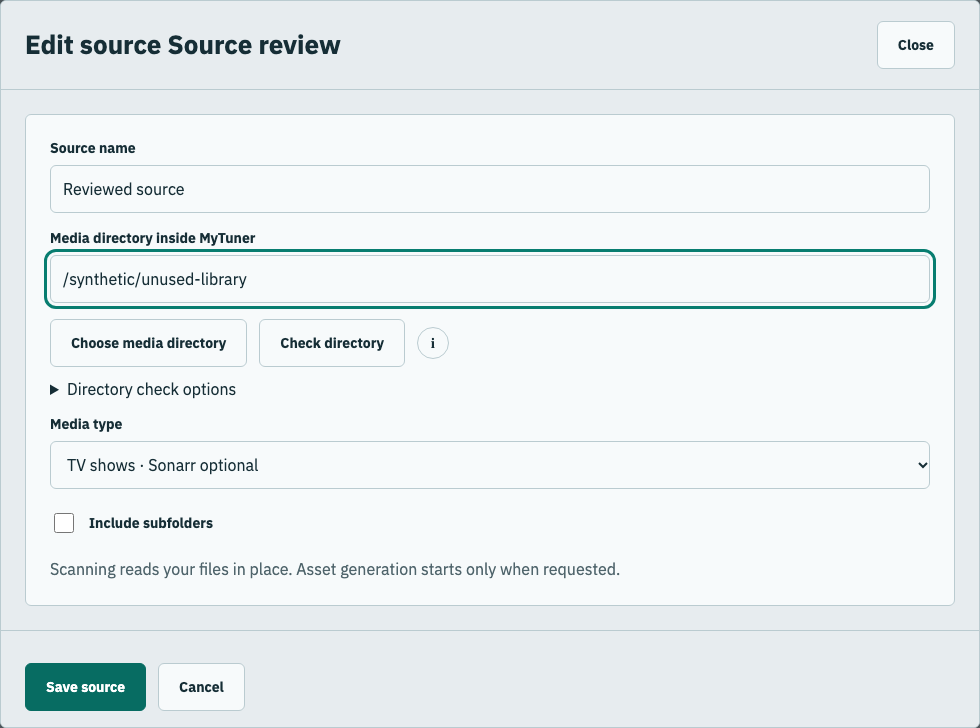 Edit source Source review
Close
Source name
Reviewed source
Media directory inside MyTuner
/synthetic/unused-library
Choose media directory
Check directory
i
Directory check options
Media type
TV shows · Sonarr optional
Include subfolders
Scanning reads your files in place. Asset generation starts only when requested.
Save source
Cancel